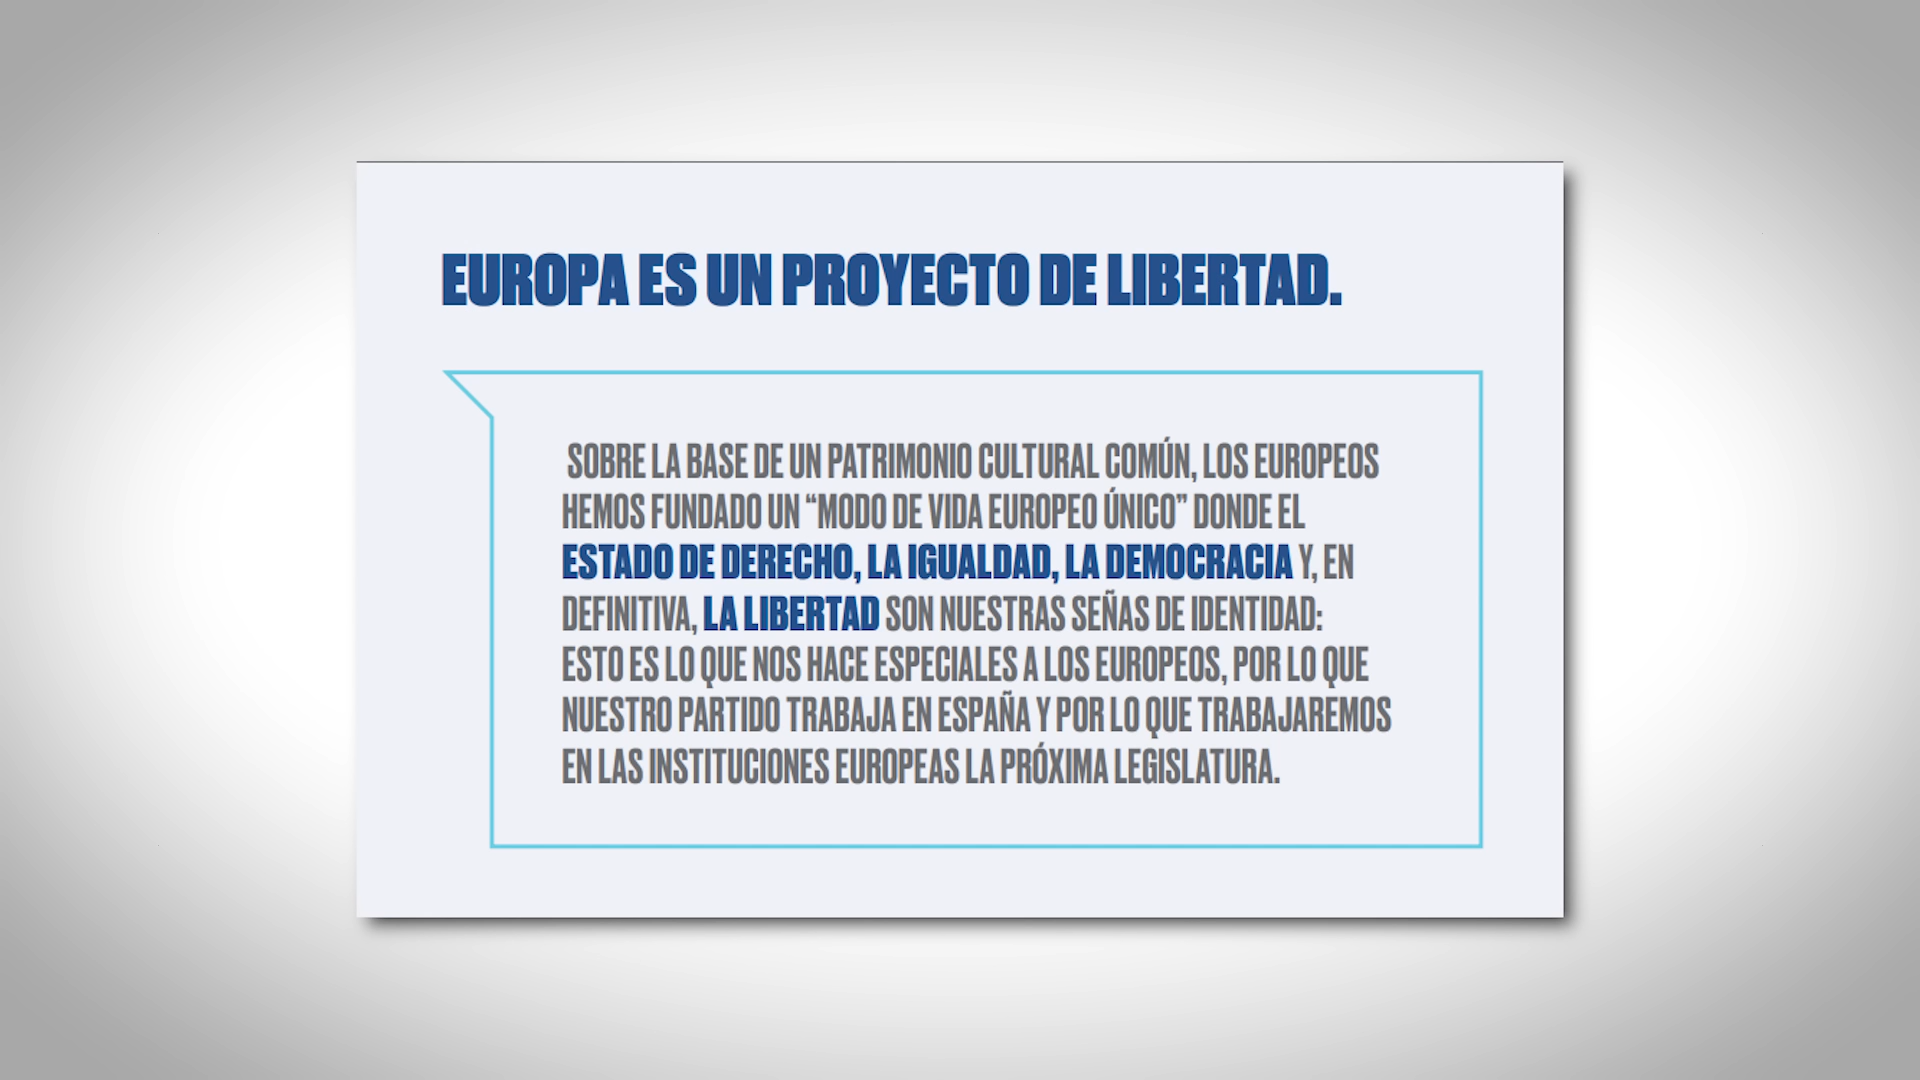 EUROPA ES UN PROYECTO DE LIBERTAD.
SOBRE LA BASE DE UN PATRIMONIO CULTURAL COMÚN, LOS EUROPEOS
HEMOS FUNDADO UN “MODO DE VIDA EUROPEO ÚNICO” DONDE EL
ESTADO DE DERECHO, LA IGUALDAD, LA DEMOCRACIA Y, EN
DEFINITIVA, LA LIBERTAD SON NUESTRAS SEÑAS DE IDENTIDAD:
ESTO ES LO QUE NOS HACE ESPECIALES A LOS EUROPEOS, POR LO QUE
NUESTRO PARTIDO TRABAJA EN ESPAÑA Y POR LO QUE TRABAJAREMOS
EN LAS INSTITUCIONES EUROPEAS LA PRÓXIMA LEGISLATURA.